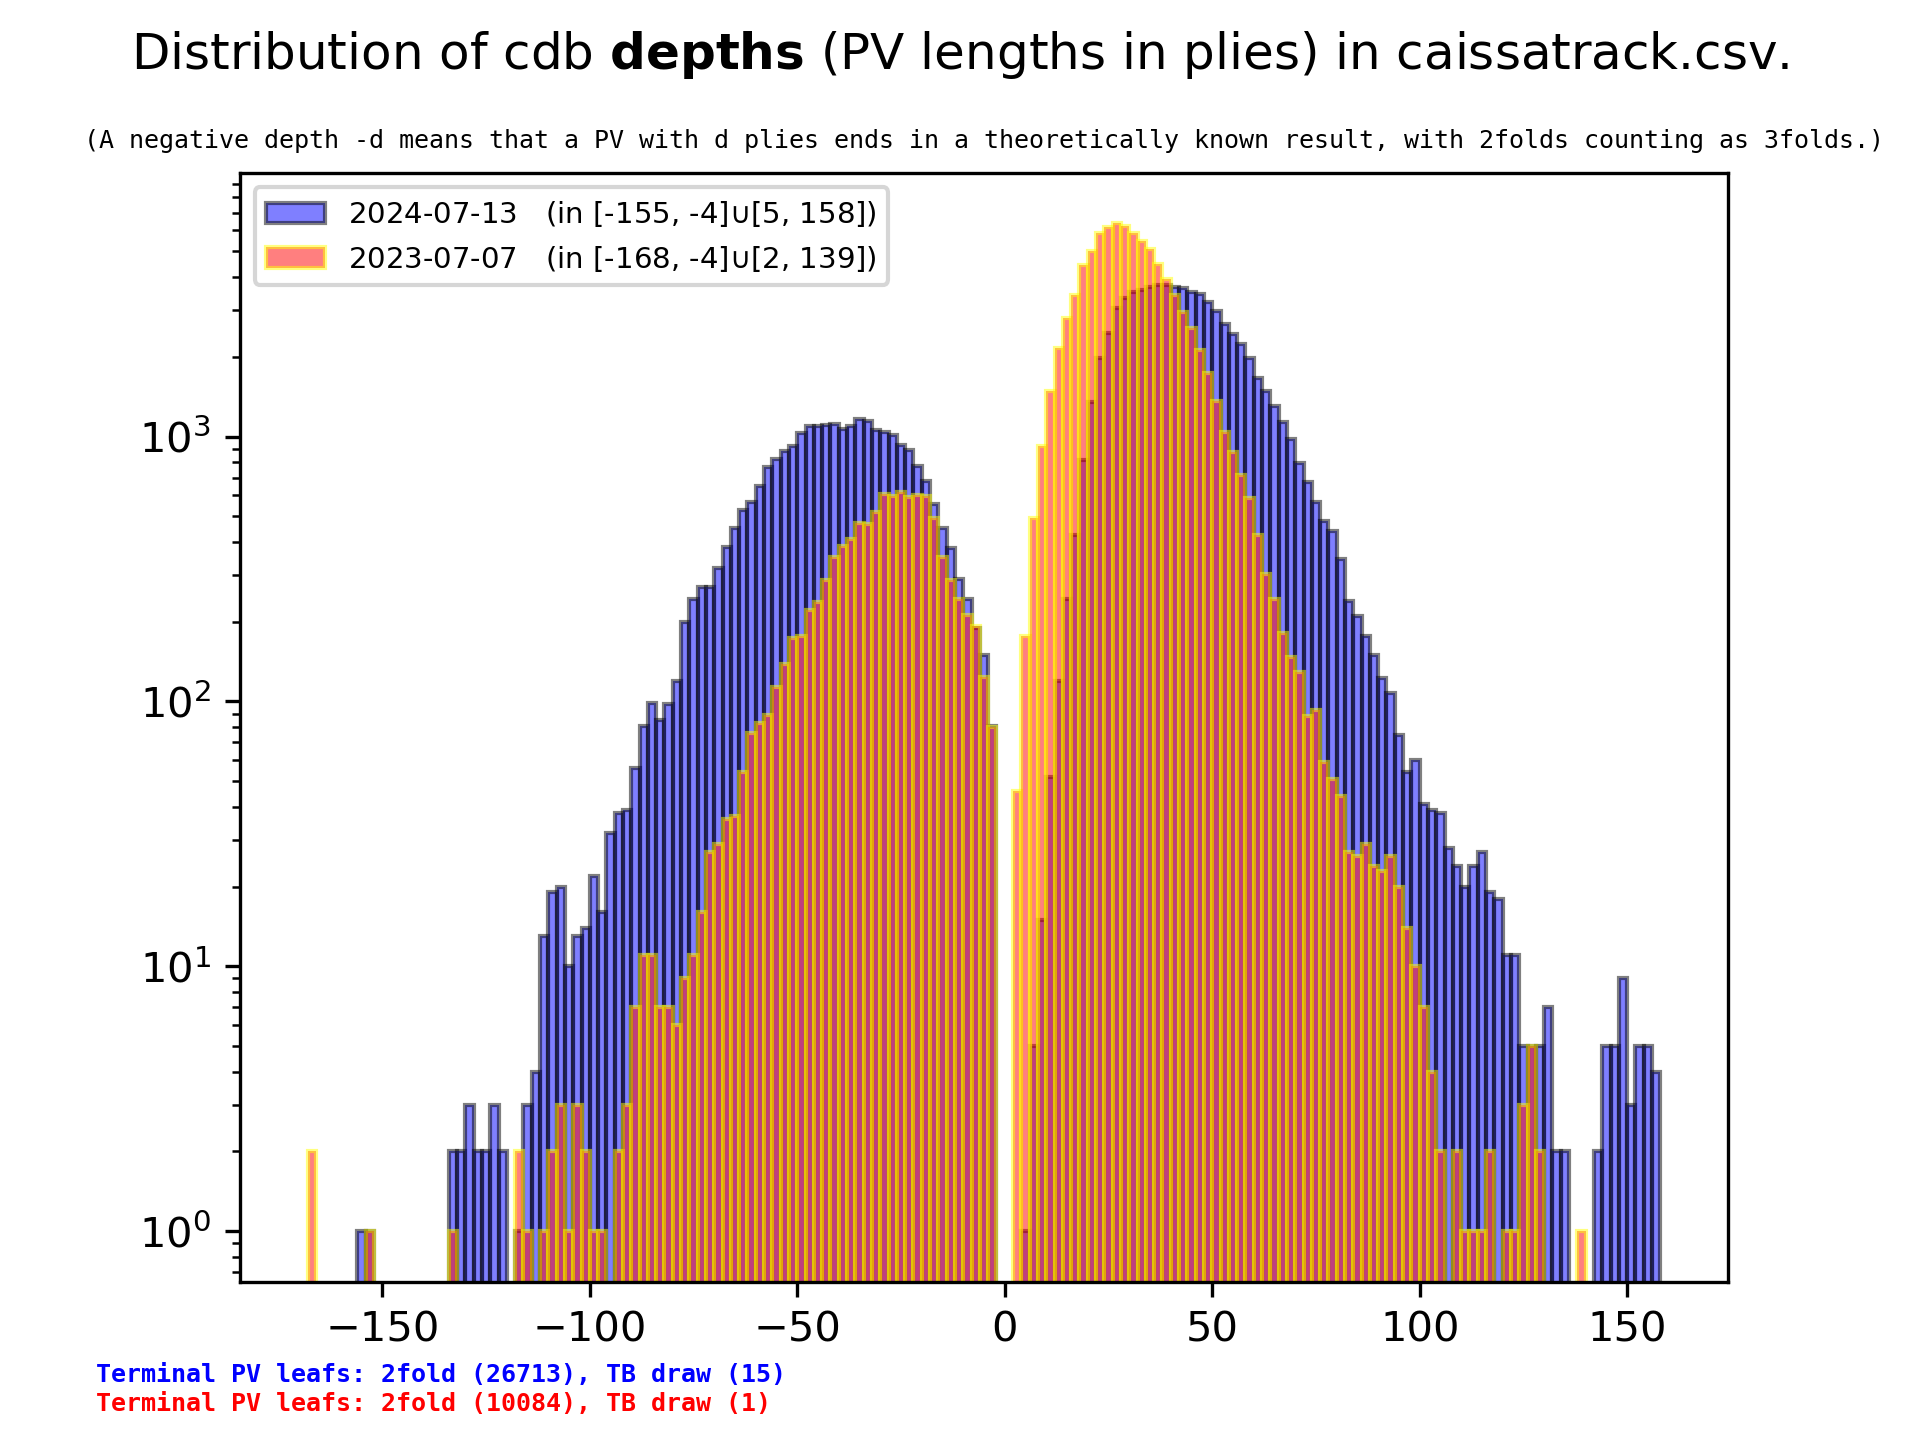 Distribution of cdb depths (PV lengths in plies) in caissatrack.csv.
(A negative depth -d means that a PV with d plies ends in a theoretically known result, with 2folds counting as 3folds.)
2024-07-13 (in [-155, -4]∪[5, 158])
2023-07-07 (in [-168, -4]∪[2, 139])
10³
10²
10¹
10⁰
−150 −100 −50 0 50 100 150
Terminal PV leafs: 2fold (26713), TB draw (15)
Terminal PV leafs: 2fold (10084), TB draw (1)